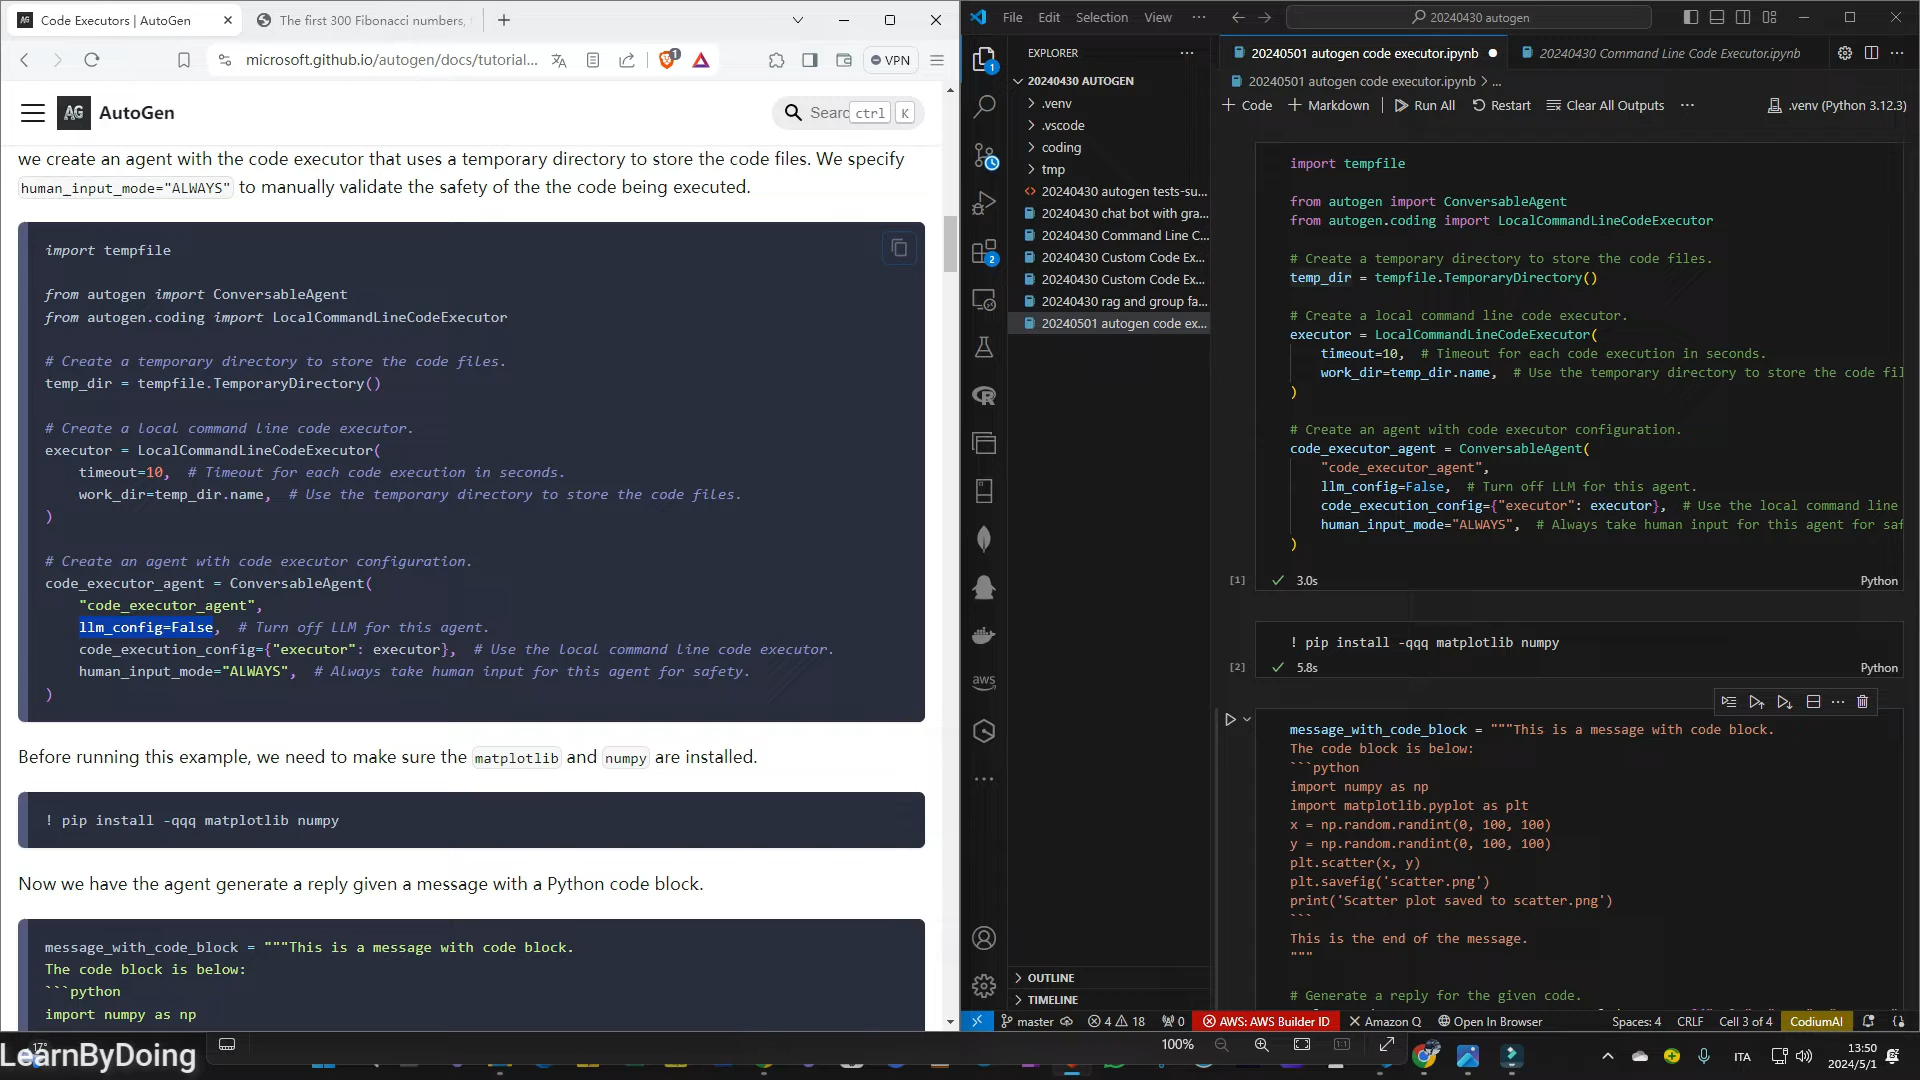 Code Executors | AutoGen
The first 300 Fibonacci numbers,
microsoft.github.io/autogen/docs/tutorial...
1
VPN
AG AutoGen
Searc ctrl K
we create an agent with the code executor that uses a temporary directory to store the code files. We specify
human_input_mode="ALWAYS" to manually validate the safety of the the code being executed.
import tempfile
from autogen import ConversableAgent
from autogen.coding import LocalCommandLineCodeExecutor
# Create a temporary directory to store the code files.
temp_dir = tempfile.TemporaryDirectory()
# Create a local command line code executor.
executor = LocalCommandLineCodeExecutor(
timeout=10,  # Timeout for each code execution in seconds.
work_dir=temp_dir.name,  # Use the temporary directory to store the code files.
)
# Create an agent with code executor configuration.
code_executor_agent = ConversableAgent(
"code_executor_agent",
llm_config=False,  # Turn off LLM for this agent.
code_execution_config={"executor": executor},  # Use the local command line code executor.
human_input_mode="ALWAYS",  # Always take human input for this agent for safety.
)
Before running this example, we need to make sure the matplotlib and numpy are installed.
! pip install -qqq matplotlib numpy
Now we have the agent generate a reply given a message with a Python code block.
message_with_code_block = """This is a message with code block.
The code block is below:
```python
import numpy as np
File Edit Selection View ...
20240430 autogen
EXPLORER
20240430 AUTOGEN
.venv
.vscode
coding
tmp
20240430 autogen tests-su...
20240430 chat bot with gra...
20240430 Command Line C...
20240430 Custom Code Ex...
20240430 Custom Code Ex...
20240430 rag and group fa...
20240501 autogen code ex...
1
2
aws
OUTLINE
TIMELINE
20240501 autogen code executor.ipynb
20240430 Command Line Code Executor.ipynb
20240501 autogen code executor.ipynb > ...
+ Code + Markdown Run All Restart Clear All Outputs ... .venv (Python 3.12.3)
import tempfile
from autogen import ConversableAgent
from autogen.coding import LocalCommandLineCodeExecutor
# Create a temporary directory to store the code files.
temp_dir = tempfile.TemporaryDirectory()
# Create a local command line code executor.
executor = LocalCommandLineCodeExecutor(
timeout=10,  # Timeout for each code execution in seconds.
work_dir=temp_dir.name,  # Use the temporary directory to store the code fil
)
# Create an agent with code executor configuration.
code_executor_agent = ConversableAgent(
"code_executor_agent",
llm_config=False,  # Turn off LLM for this agent.
code_execution_config={"executor": executor},  # Use the local command line
human_input_mode="ALWAYS",  # Always take human input for this agent for saf
)
[1] 3.0s Python
! pip install -qqq matplotlib numpy
[2] 5.8s Python
message_with_code_block = """This is a message with code block.
The code block is below:
```python
import numpy as np
import matplotlib.pyplot as plt
x = np.random.randint(0, 100, 100)
y = np.random.randint(0, 100, 100)
plt.scatter(x, y)
plt.savefig('scatter.png')
print('Scatter plot saved to scatter.png')
```
This is the end of the message.
"""
# Generate a reply for the given code.
master 4 18 0 AWS: AWS Builder ID Amazon Q Open In Browser Spaces: 4 CRLF Cell 3 of 4 CodiumAI
100%
LearnByDoing
17°
ITA
13:50
2024/5/1